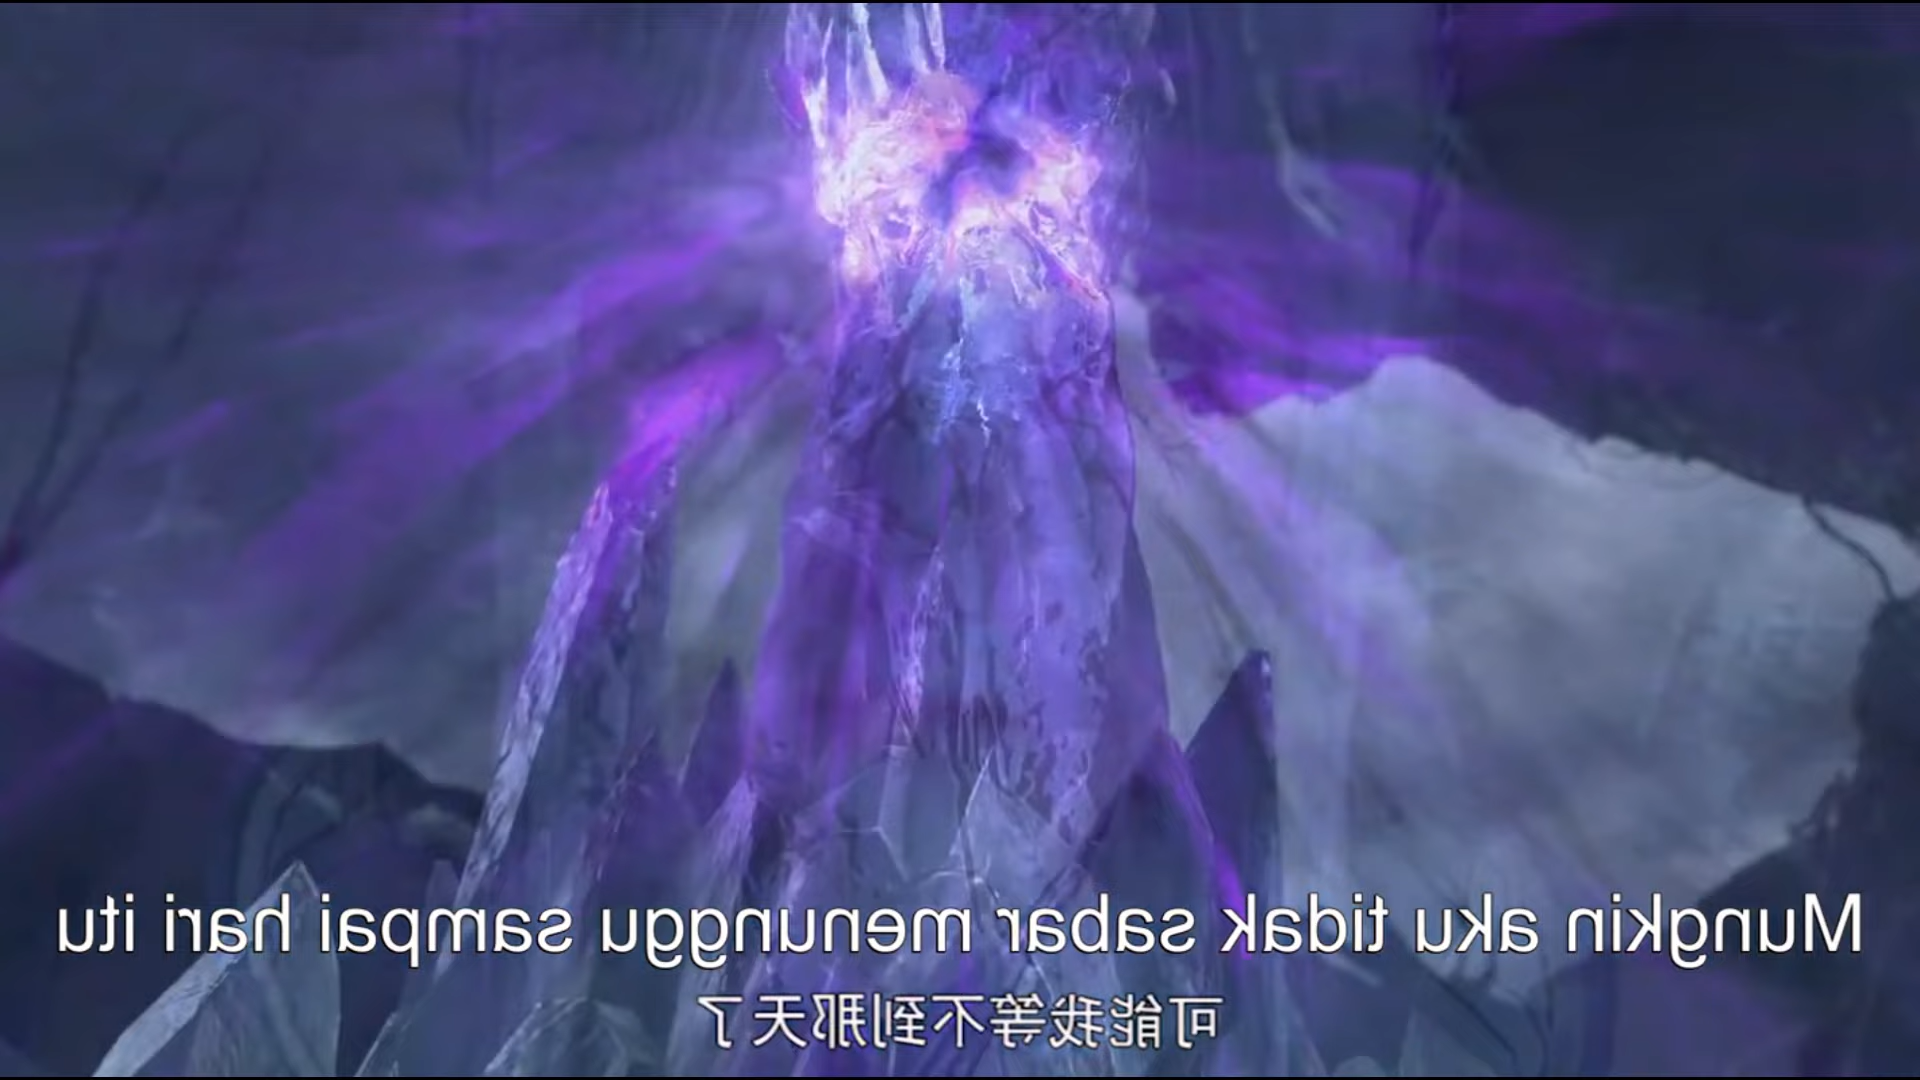 Mungkin aku tidak sabar menunggu sampai hari itu
可能我等不到那天了